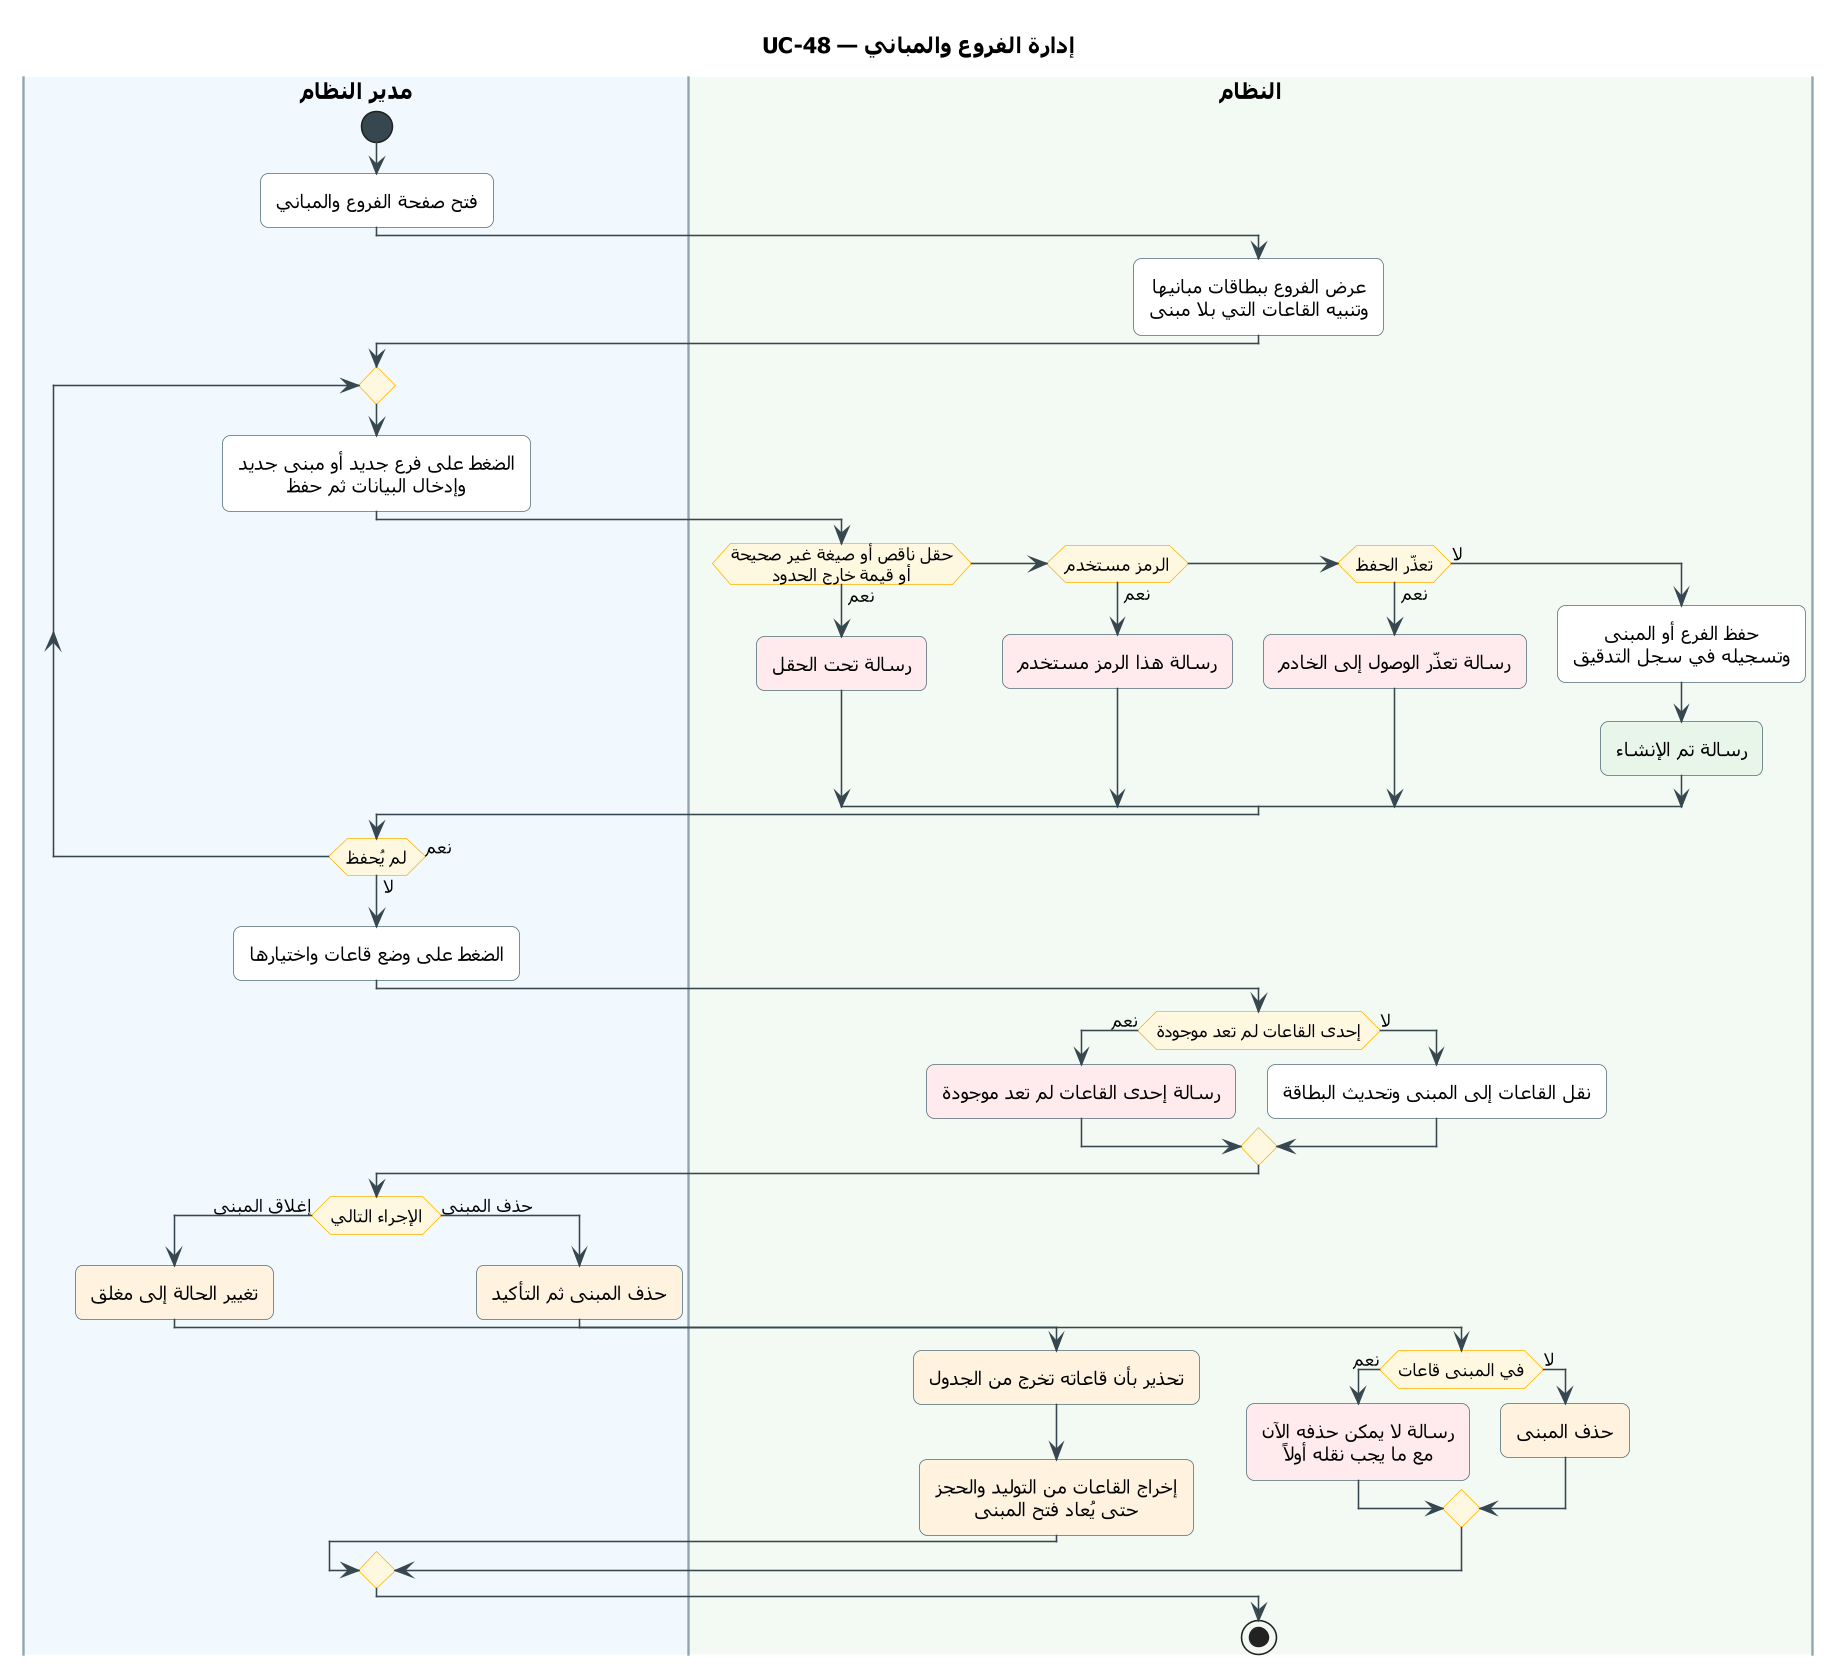 UC-48 — إدارة الفروع والمباني
مدير النظام
النظام
فتح صفحة الفروع والمباني
عرض الفروع ببطاقات مبانيها
وتنبيه القاعات التي بلا مبنى
الضغط على فرع جديد أو مبنى جديد
وإدخال البيانات ثم حفظ
حقل ناقص أو صيغة غير صحيحة
أو قيمة خارج الحدود
نعم
رسالة تحت الحقل
الرمز مستخدم
نعم
رسالة هذا الرمز مستخدم
تعذّر الحفظ
نعم
لا
رسالة تعذّر الوصول إلى الخادم
حفظ الفرع أو المبنى
وتسجيله في سجل التدقيق
رسالة تم الإنشاء
لم يُحفظ
نعم
لا
الضغط على وضع قاعات واختيارها
إحدى القاعات لم تعد موجودة
نعم
لا
رسالة إحدى القاعات لم تعد موجودة
نقل القاعات إلى المبنى وتحديث البطاقة
الإجراء التالي
إغلاق المبنى
حذف المبنى
تغيير الحالة إلى مغلق
حذف المبنى ثم التأكيد
تحذير بأن قاعاته تخرج من الجدول
إخراج القاعات من التوليد والحجز
حتى يُعاد فتح المبنى
في المبنى قاعات
نعم
لا
رسالة لا يمكن حذفه الآن
مع ما يجب نقله أولاً
حذف المبنى